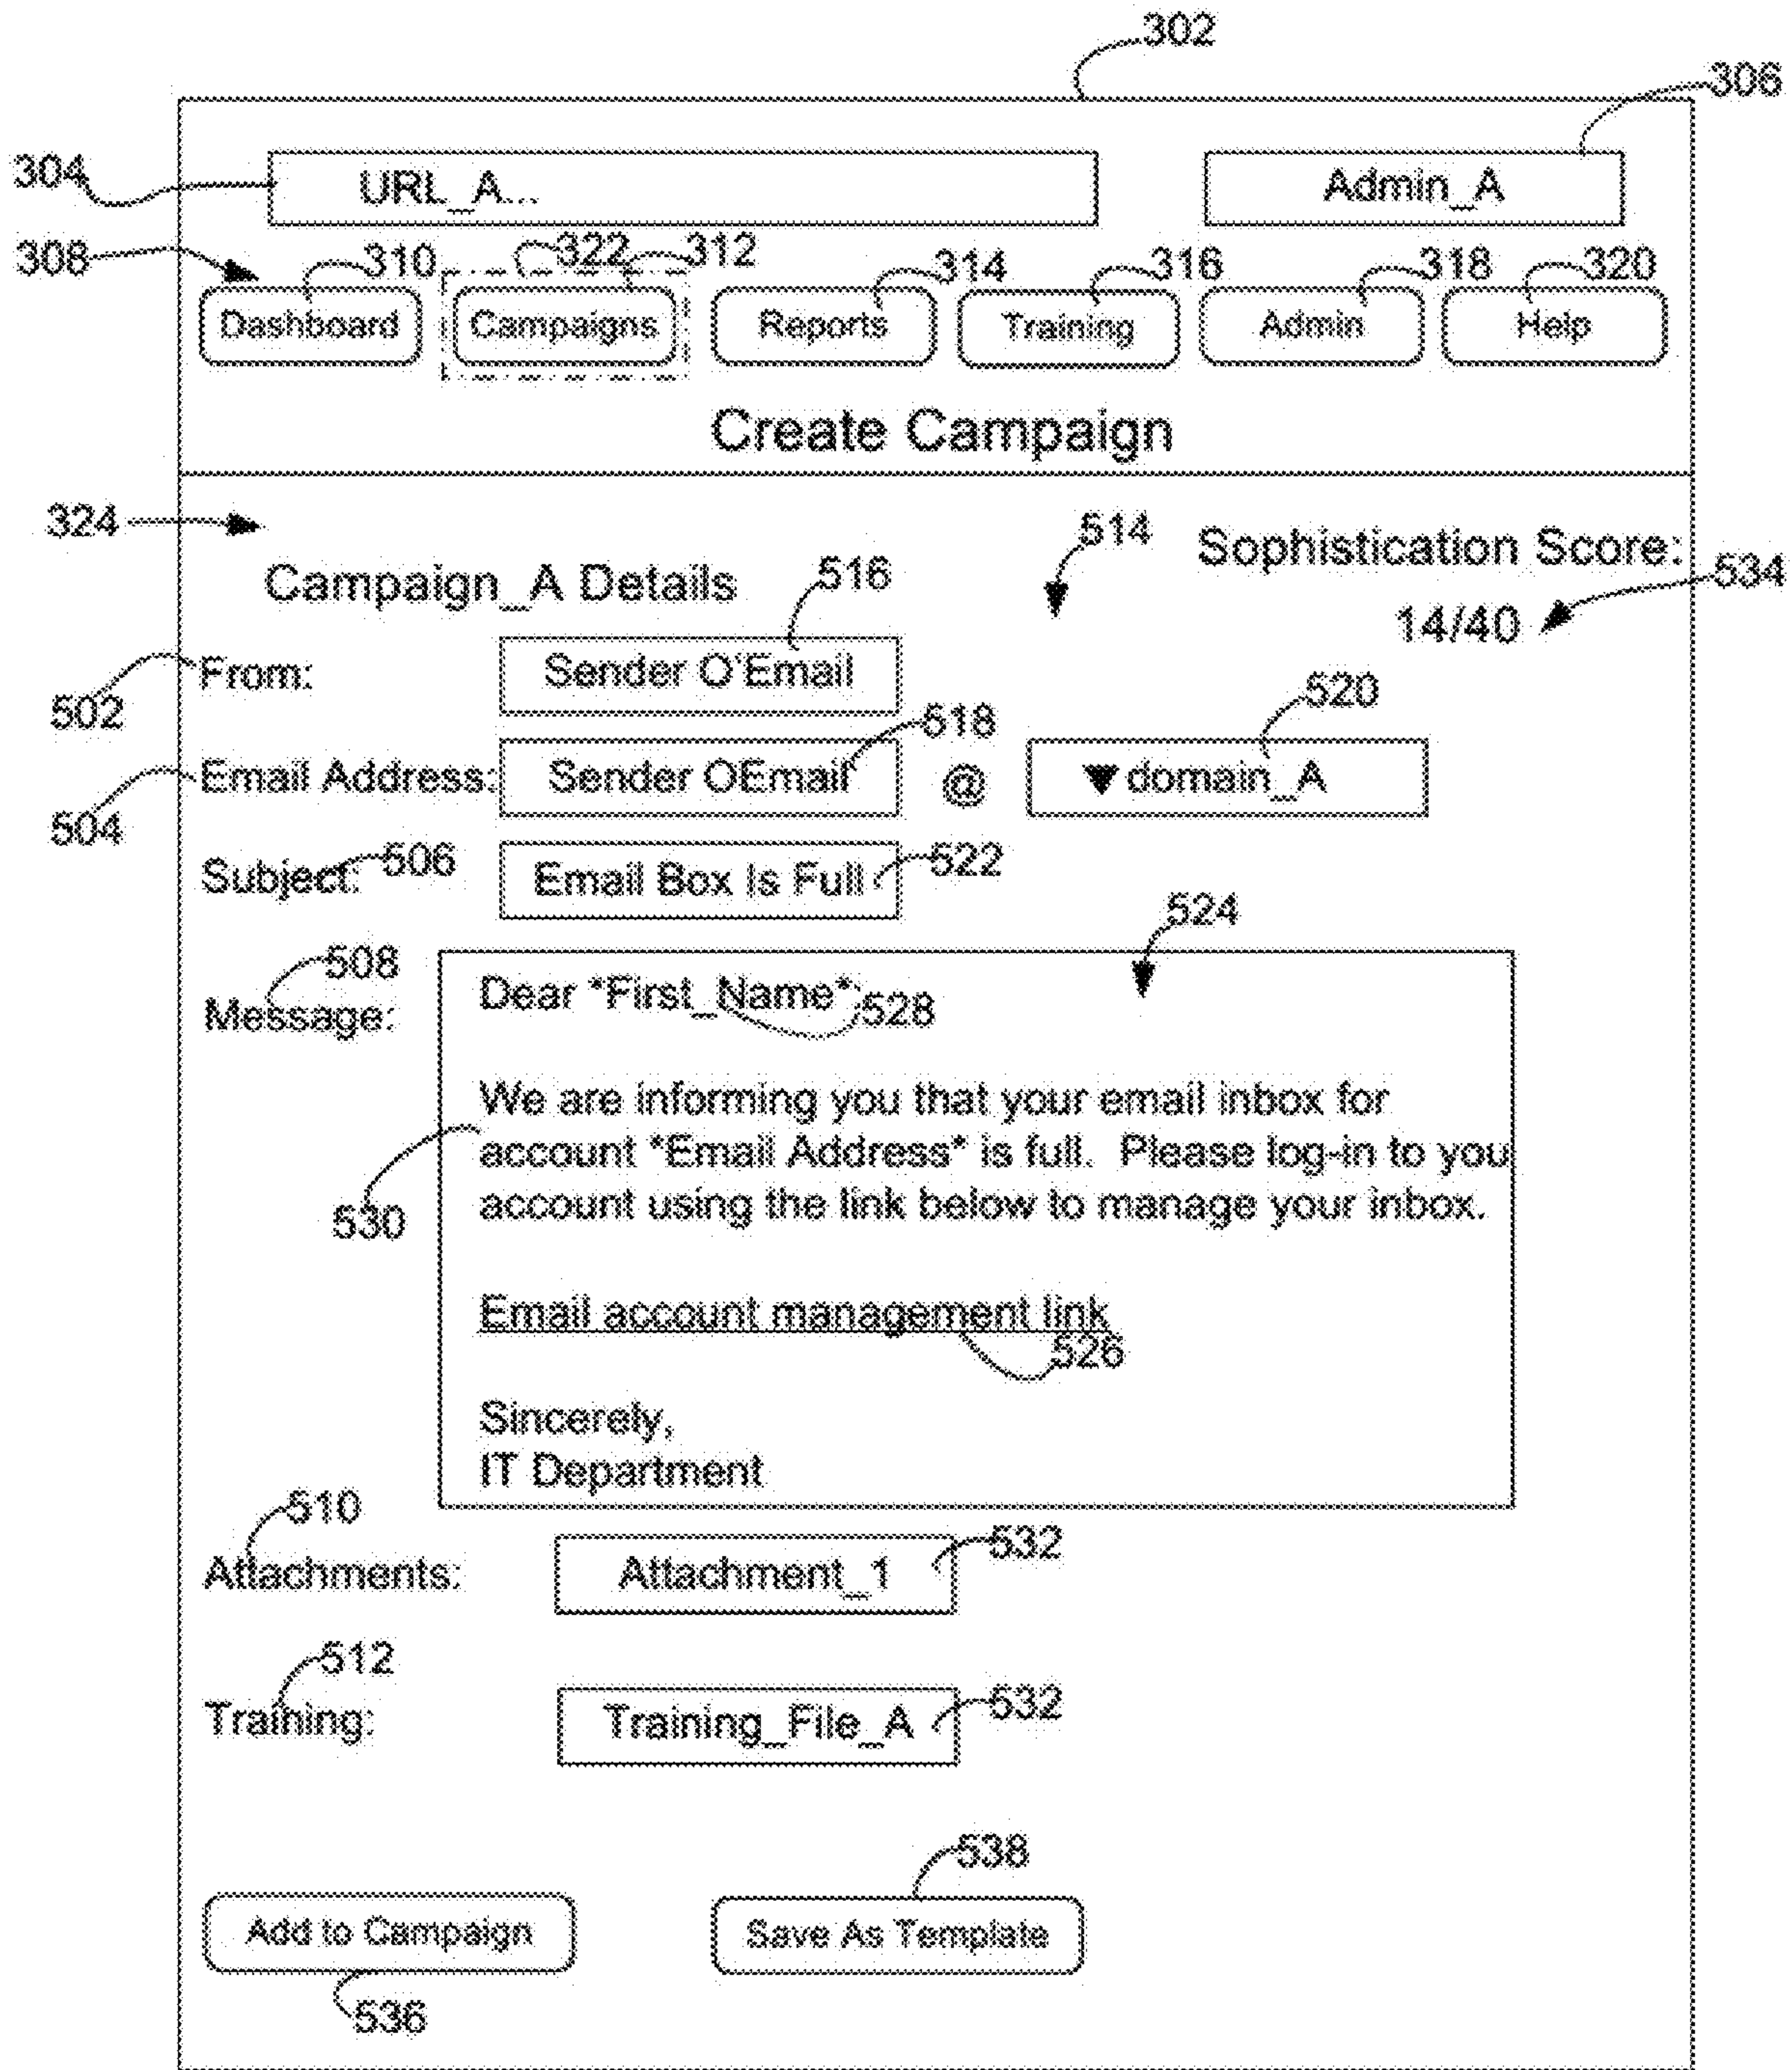 302
306
304 URL_A... Admin_A
308 310 322 312 314 316 318 320
Dashboard Campaigns Reports Training Admin Help
Create Campaign
324 514 Sophistication Score:
Campaign_A Details 516 534
14/40
502 From: Sender O'Email
520
518
504 Email Address: Sender OEmail @ ▼ domain_A
Subject: 506 Email Box Is Full 522
524
508
Message:
Dear *First_Name*: 528
We are informing you that your email inbox for
account *Email Address* is full. Please log-in to you
account using the link below to manage your inbox.
530
Email account management link
526
Sincerely,
IT Department
510
Attachments: Attachment_1 532
512
Training: Training_File_A 532
538
Add to Campaign Save As Template
536